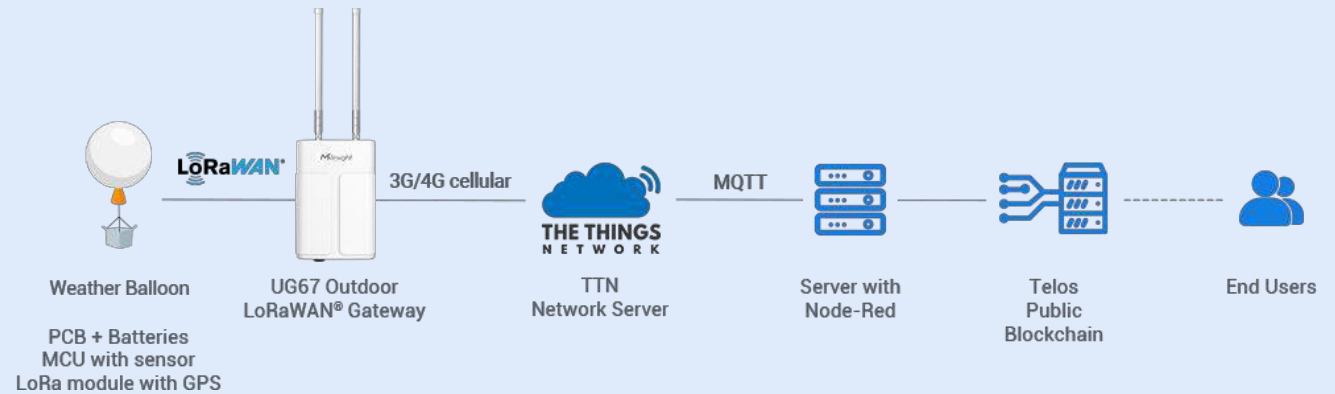 Milesight
LoRaWAN®
3G/4G cellular
MQTT
THE THINGS
NETWORK
Weather Balloon
PCB + Batteries
MCU with sensor
LoRa module with GPS
UG67 Outdoor
LoRaWAN® Gateway
TTN
Network Server
Server with
Node-Red
Telos
Public
Blockchain
End Users